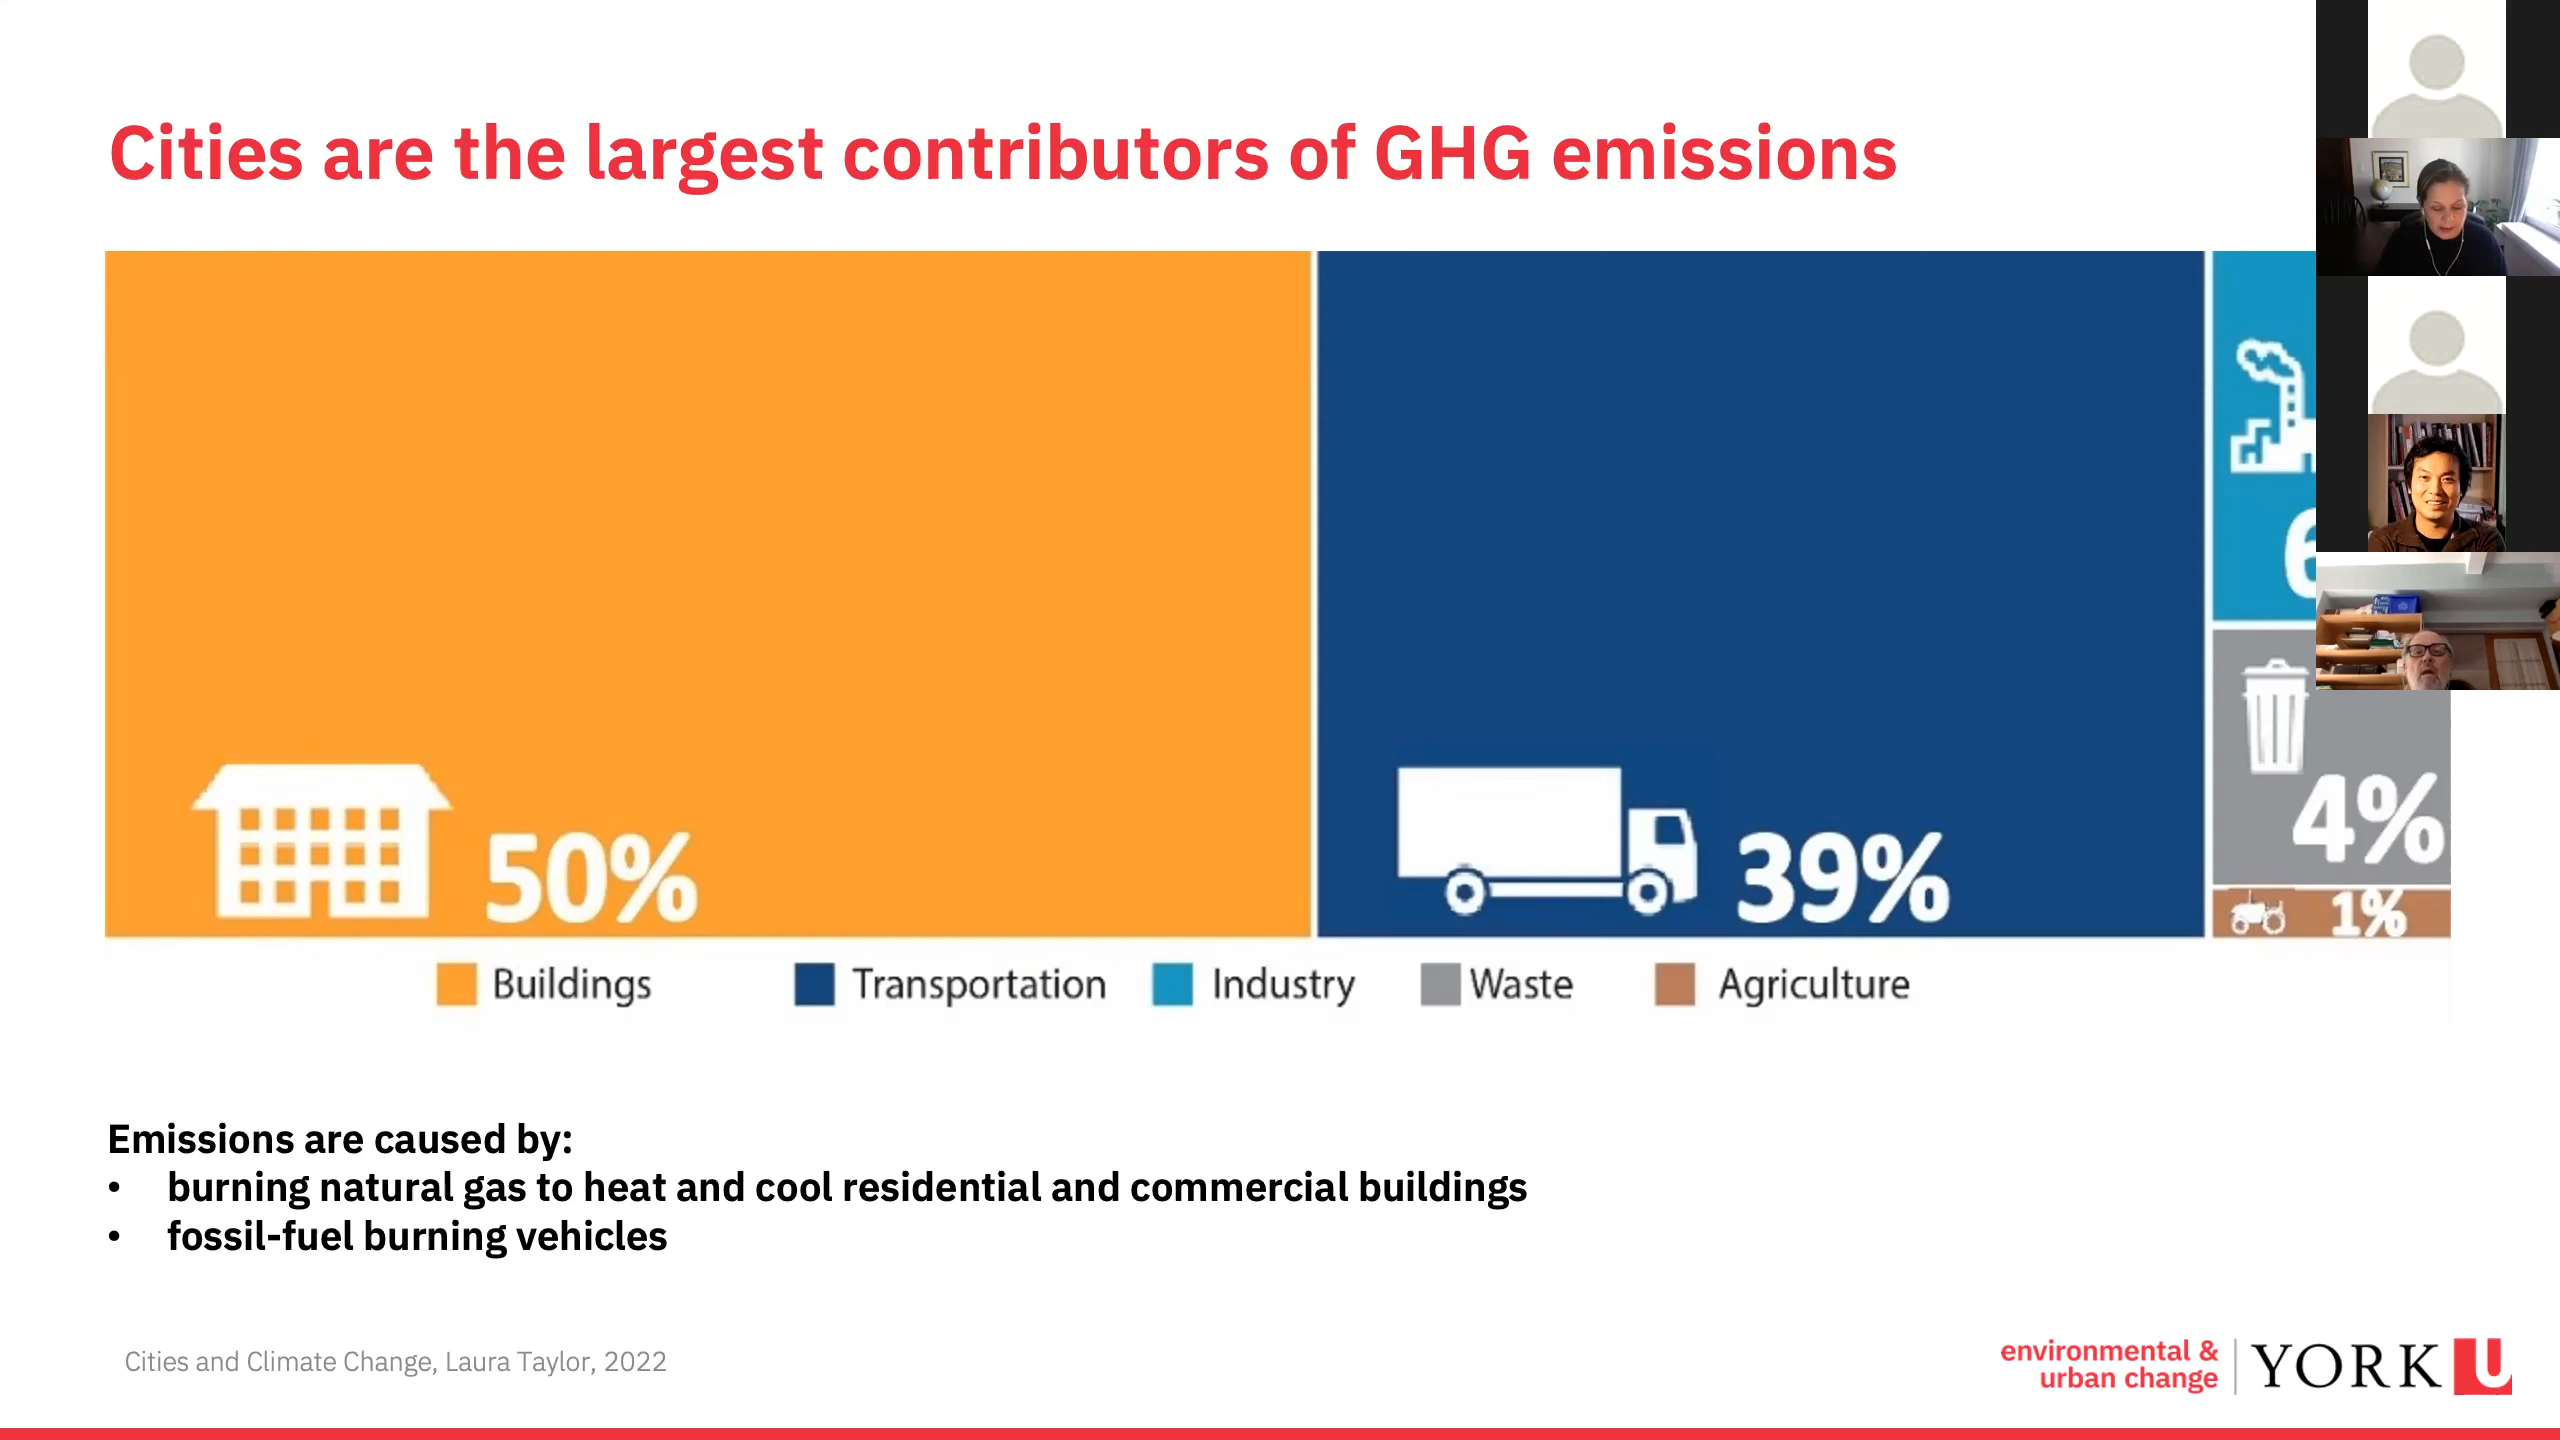 Cities are the largest contributors of GHG emissions
50%
39%
6
4%
1%
Buildings
Transportation
Industry
Waste
Agriculture
Emissions are caused by:
• burning natural gas to heat and cool residential and commercial buildings
• fossil-fuel burning vehicles
Cities and Climate Change, Laura Taylor, 2022
environmental &
urban change
YORK U